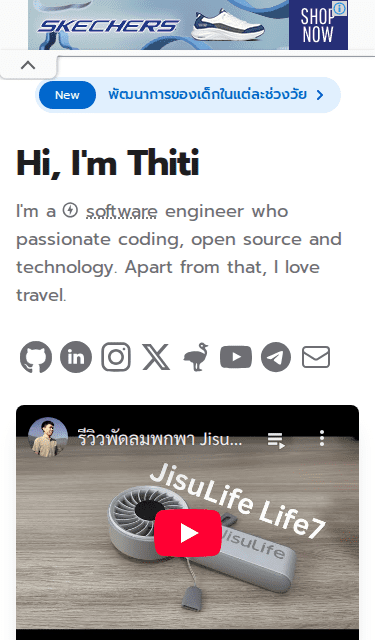 SKECHERS
SHOP
NOW
New
พัฒนาการของเด็กในแต่ละช่วงวัย
Hi, I'm Thiti
I'm a software engineer who
passionate coding, open source and
technology. Apart from that, I love
travel.
in
รีวิวพัดลมพกพา Jisu...
JisuLife Life7
JisuLife